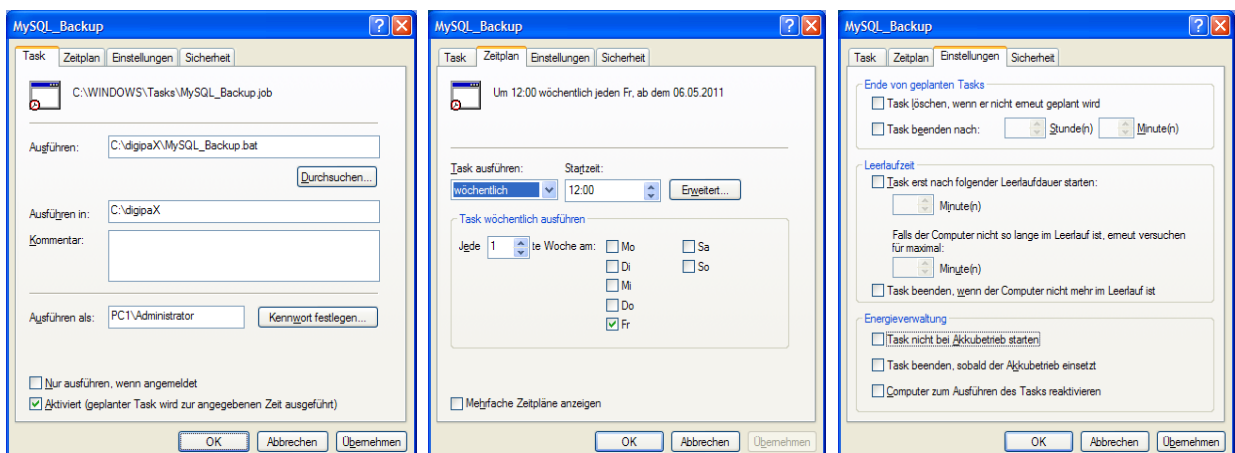 MySQL_Backup
Task Zeitplan Einstellungen Sicherheit
C:\WINDOWS\Tasks\MySQL_Backup.job
Ausführen: C:\digipaX\MySQL_Backup.bat
Durchsuchen...
Ausführen in: C:\digipaX
Kommentar:
Ausführen als: PC1\Administrator Kennwort festlegen...
Nur ausführen, wenn angemeldet
Aktiviert (geplanter Task wird zur angegebenen Zeit ausgeführt)
OK Abbrechen Übernehmen
MySQL_Backup
Task Zeitplan Einstellungen Sicherheit
Um 12:00 wöchentlich jeden Fr, ab dem 06.05.2011
Task ausführen: Startzeit:
wöchentlich 12:00 Erweitert...
Task wöchentlich ausführen
Jede 1 te Woche am: Mo Sa
Di So
Mi
Do
Fr
Mehrfache Zeitpläne anzeigen
OK Abbrechen Übernehmen
MySQL_Backup
Task Zeitplan Einstellungen Sicherheit
Ende von geplanten Tasks
Task löschen, wenn er nicht erneut geplant wird
Task beenden nach: Stunde(n) Minute(n)
Leerlaufzeit
Task erst nach folgender Leerlaufdauer starten:
Minute(n)
Falls der Computer nicht so lange im Leerlauf ist, erneut versuchen
für maximal:
Minute(n)
Task beenden, wenn der Computer nicht mehr im Leerlauf ist
Energieverwaltung
Task nicht bei Akkubetrieb starten
Task beenden, sobald der Akkubetrieb einsetzt
Computer zum Ausführen des Tasks reaktivieren
OK Abbrechen Übernehmen